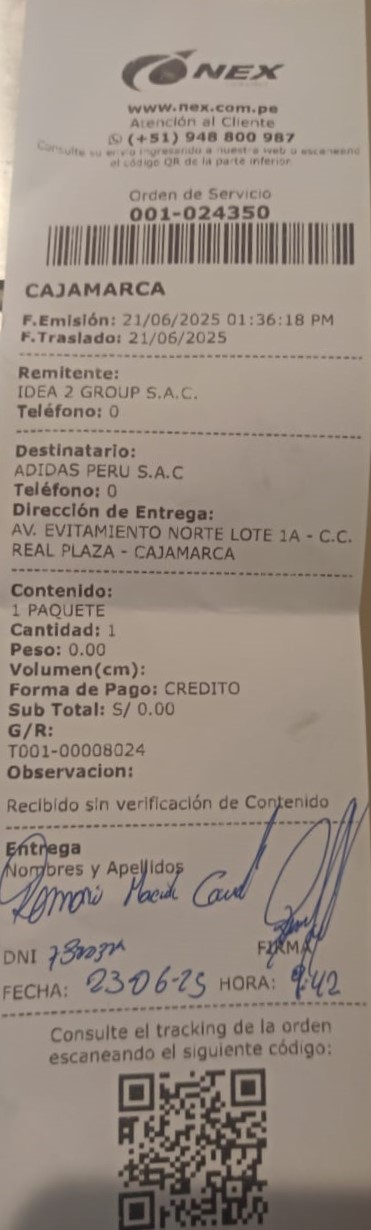 NEX
www.nex.com.pe
Atención al Cliente
(+51) 948 800 987
Consulte su envío ingresando a nuestra web o escaneando
el código QR de la parte inferior.
Orden de Servicio
001-024350
CAJAMARCA
F.Emisión: 21/06/2025 01:36:18 PM
F.Traslado: 21/06/2025
Remitente:
IDEA 2 GROUP S.A.C.
Teléfono: 0
Destinatario:
ADIDAS PERU S.A.C
Teléfono: 0
Dirección de Entrega:
AV. EVITAMIENTO NORTE LOTE 1A - C.C.
REAL PLAZA - CAJAMARCA
Contenido:
1 PAQUETE
Cantidad: 1
Peso: 0.00
Volumen(cm):
Forma de Pago: CREDITO
Sub Total: S/ 0.00
G/R:
T001-00008024
Observacion:
Recibido sin verificación de Contenido
Entrega
Nombres y Apellidos
DNI
FIRMA
FECHA: 23-06-25 HORA: 9:42
Consulte el tracking de la orden
escaneando el siguiente código: